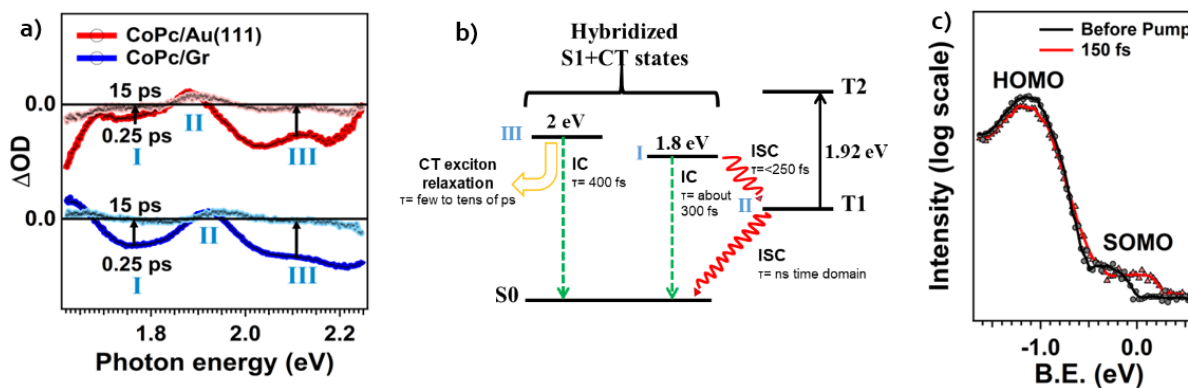 a)
CoPc/Au(111)
CoPc/Gr
0.0
15 ps
0.25 ps
I
II
III
0.0
15 ps
0.25 ps
I
II
III
ΔOD
1.8
2.0
2.2
Photon energy (eV)
b)
Hybridized
S1+CT states
III
2 eV
CT exciton
relaxation
τ= few to tens of ps
IC
τ= 400 fs
I
1.8 eV
IC
τ= about
300 fs
ISC
τ=<250 fs
T2
1.92 eV
II
T1
ISC
τ= ns time domain
S0
c)
Before Pump
150 fs
HOMO
SOMO
Intensity (log scale)
-1.0
0.0
B.E. (eV)